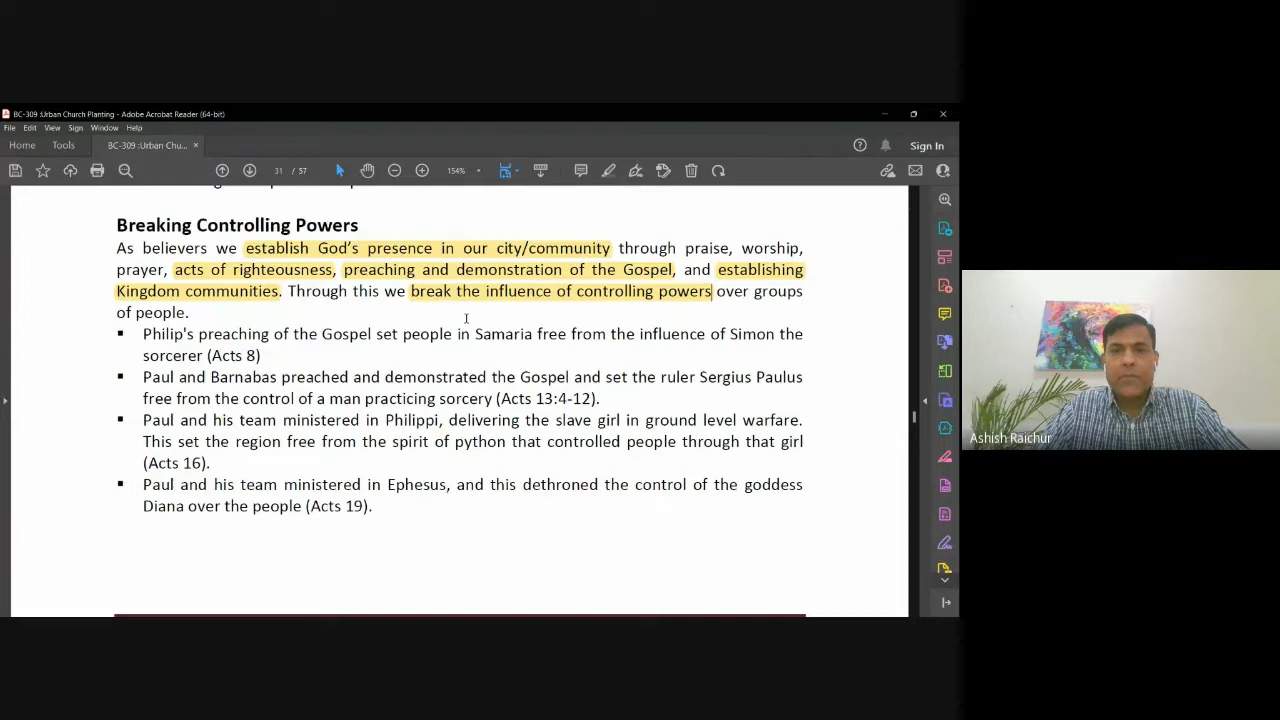 BC-309 :Urban Church Planting - Adobe Acrobat Reader (64-bit)
File Edit View Sign Window Help
Home Tools BC-309 :Urban Chu... × Sign In
31 / 57 154%
Breaking Controlling Powers
As believers we establish God's presence in our city/community through praise, worship,
prayer, acts of righteousness, preaching and demonstration of the Gospel, and establishing
Kingdom communities. Through this we break the influence of controlling powers over groups
of people.
▪ Philip's preaching of the Gospel set people in Samaria free from the influence of Simon the
sorcerer (Acts 8)
▪ Paul and Barnabas preached and demonstrated the Gospel and set the ruler Sergius Paulus
free from the control of a man practicing sorcery (Acts 13:4-12).
▪ Paul and his team ministered in Philippi, delivering the slave girl in ground level warfare.
This set the region free from the spirit of python that controlled people through that girl
(Acts 16).
▪ Paul and his team ministered in Ephesus, and this dethroned the control of the goddess
Diana over the people (Acts 19).
Ashish Raichur